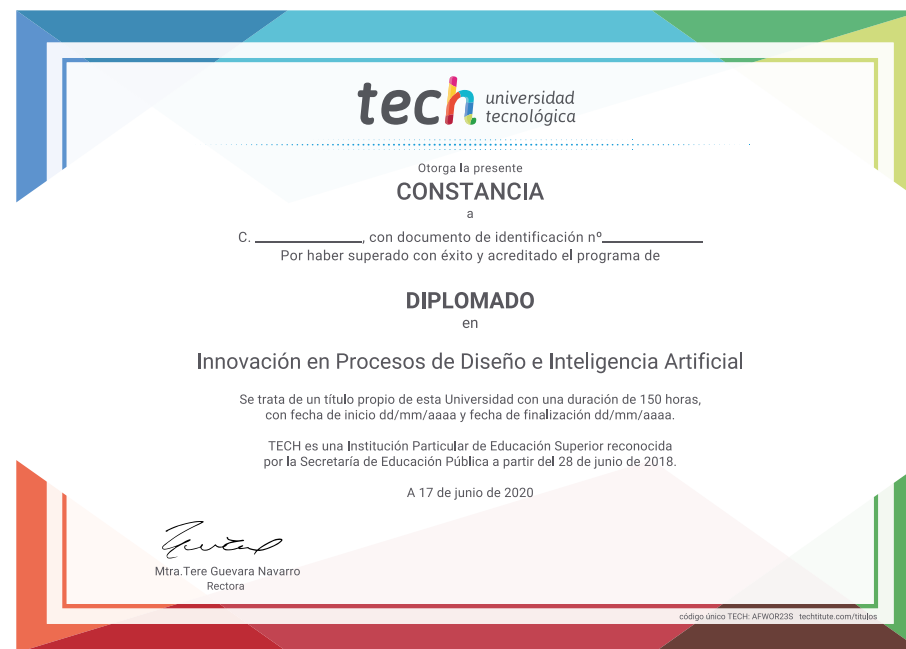 tech universidad
tecnológica
Otorga la presente
CONSTANCIA
a
C. ____________, con documento de identificación nº____________
Por haber superado con éxito y acreditado el programa de
DIPLOMADO
en
Innovación en Procesos de Diseño e Inteligencia Artificial
Se trata de un título propio de esta Universidad con una duración de 150 horas,
con fecha de inicio dd/mm/aaaa y fecha de finalización dd/mm/aaaa.
TECH es una Institución Particular de Educación Superior reconocida
por la Secretaría de Educación Pública a partir del 28 de junio de 2018.
A 17 de junio de 2020
Mtra.Tere Guevara Navarro
Rectora
código único TECH: AFWOR23S techtitute.com/titulos